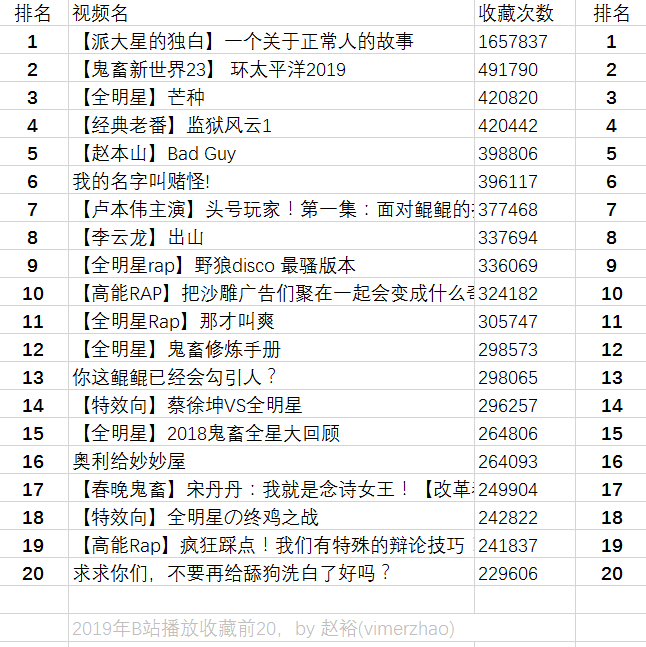 排名 视频名 收藏次数 排名
1 【派大星的独白】一个关于正常人的故事 1657837 1
2 【鬼畜新世界23】 环太平洋2019 491790 2
3 【全明星】芒种 420820 3
4 【经典老番】监狱风云1 420442 4
5 【赵本山】Bad Guy 398806 5
6 我的名字叫赌怪! 396117 6
7 【卢本伟主演】头号玩家！第一集：面对鲲鲲的 377468 7
8 【李云龙】出山 337694 8
9 【全明星rap】野狼disco 最骚版本 336069 9
10 【高能RAP】把沙雕广告们聚在一起会变成什么 324182 10
11 【全明星Rap】那才叫爽 305747 11
12 【全明星】鬼畜修炼手册 298573 12
13 你这鲲鲲已经会勾引人？ 298065 13
14 【特效向】蔡徐坤VS全明星 296257 14
15 【全明星】2018鬼畜全星大回顾 264806 15
16 奥利给妙妙屋 264093 16
17 【春晚鬼畜】宋丹丹：我就是念诗女王！【改革 249904 17
18 【特效向】全明星の终鸡之战 242822 18
19 【高能Rap】疯狂踩点！我们有特殊的辩论技巧 241837 19
20 求求你们，不要再给舔狗洗白了好吗？ 229606 20
2019年B站播放收藏前20，by 赵裕(vimerzhao)